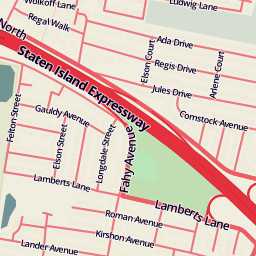 Wolkoff Lane
Ludwig Lane
Regal Walk
North
Ada Drive
Elson Court
Regis Drive
Arlene Court
Staten Island Expressway
Jules Drive
Felton Street
Gauldy Avenue
Comstock Avenue
Elson Street
Longdale Street
Fahy Avenue
Lamberts Lane
Lamberts Lane
Roman Avenue
Kirshon Avenue
Lander Avenue